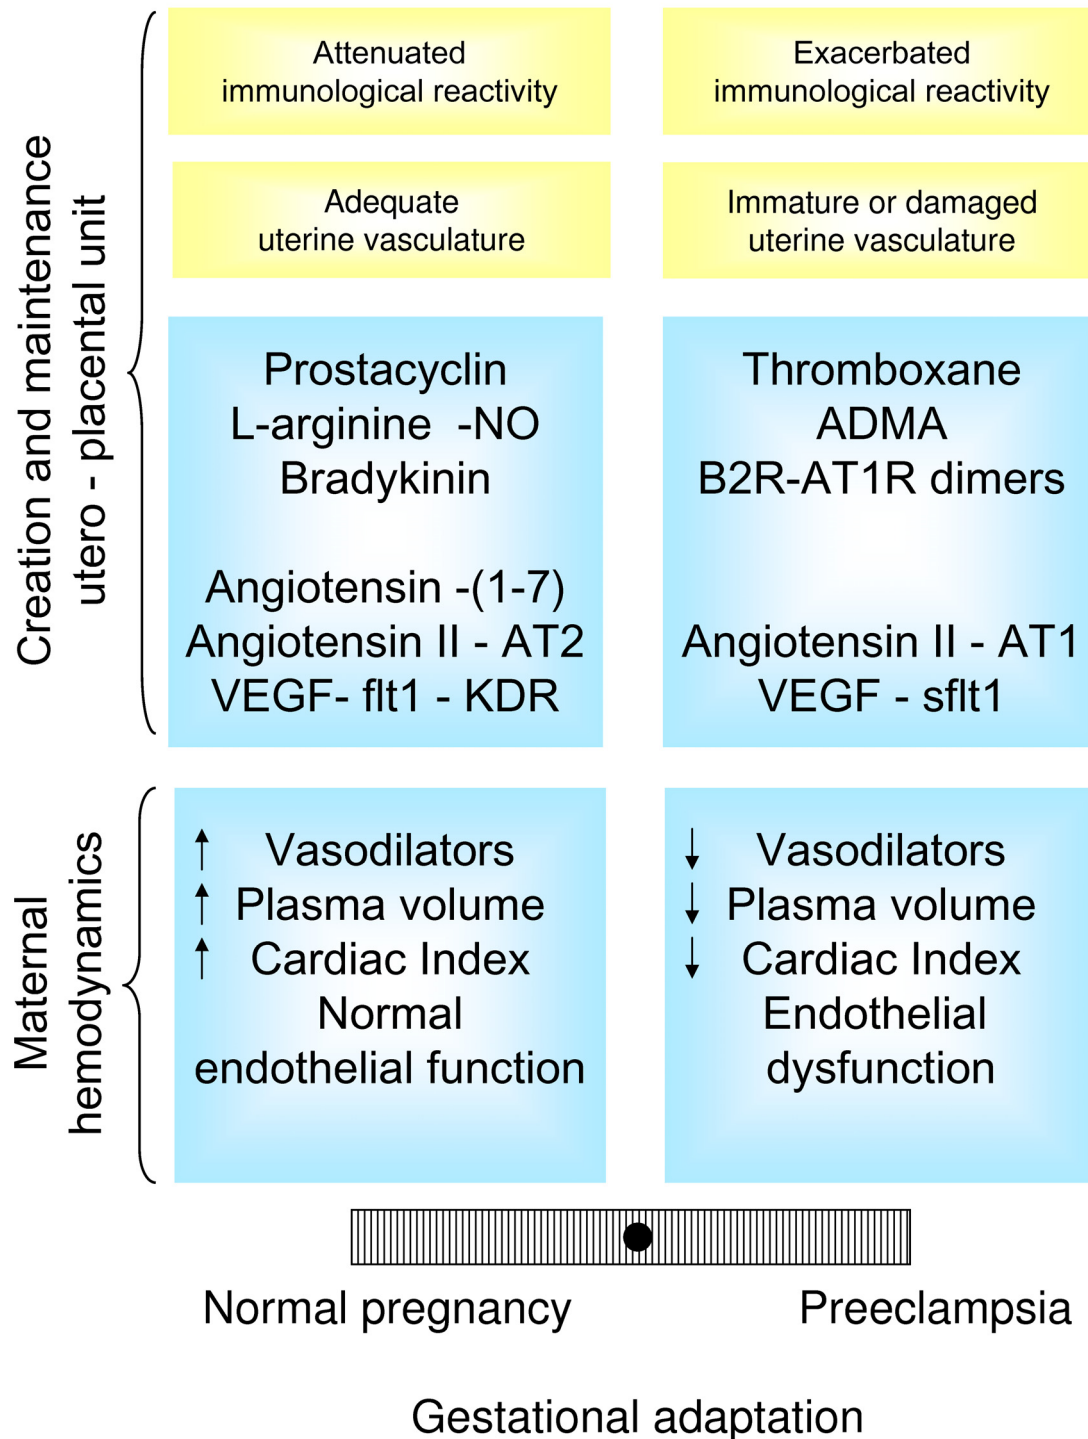 Creation and maintenance
utero - placental unit
Attenuated
immunological reactivity
Exacerbated
immunological reactivity
Adequate
uterine vasculature
Immature or damaged
uterine vasculature
Prostacyclin
L-arginine -NO
Bradykinin
Angiotensin -(1-7)
Angiotensin II - AT2
VEGF- flt1 - KDR
Thromboxane
ADMA
B2R-AT1R dimers
Angiotensin II - AT1
VEGF - sflt1
Maternal
hemodynamics
↑ Vasodilators
↑ Plasma volume
↑ Cardiac Index
Normal
endothelial function
↓ Vasodilators
↓ Plasma volume
↓ Cardiac Index
Endothelial
dysfunction
Normal pregnancy
Preeclampsia
Gestational adaptation